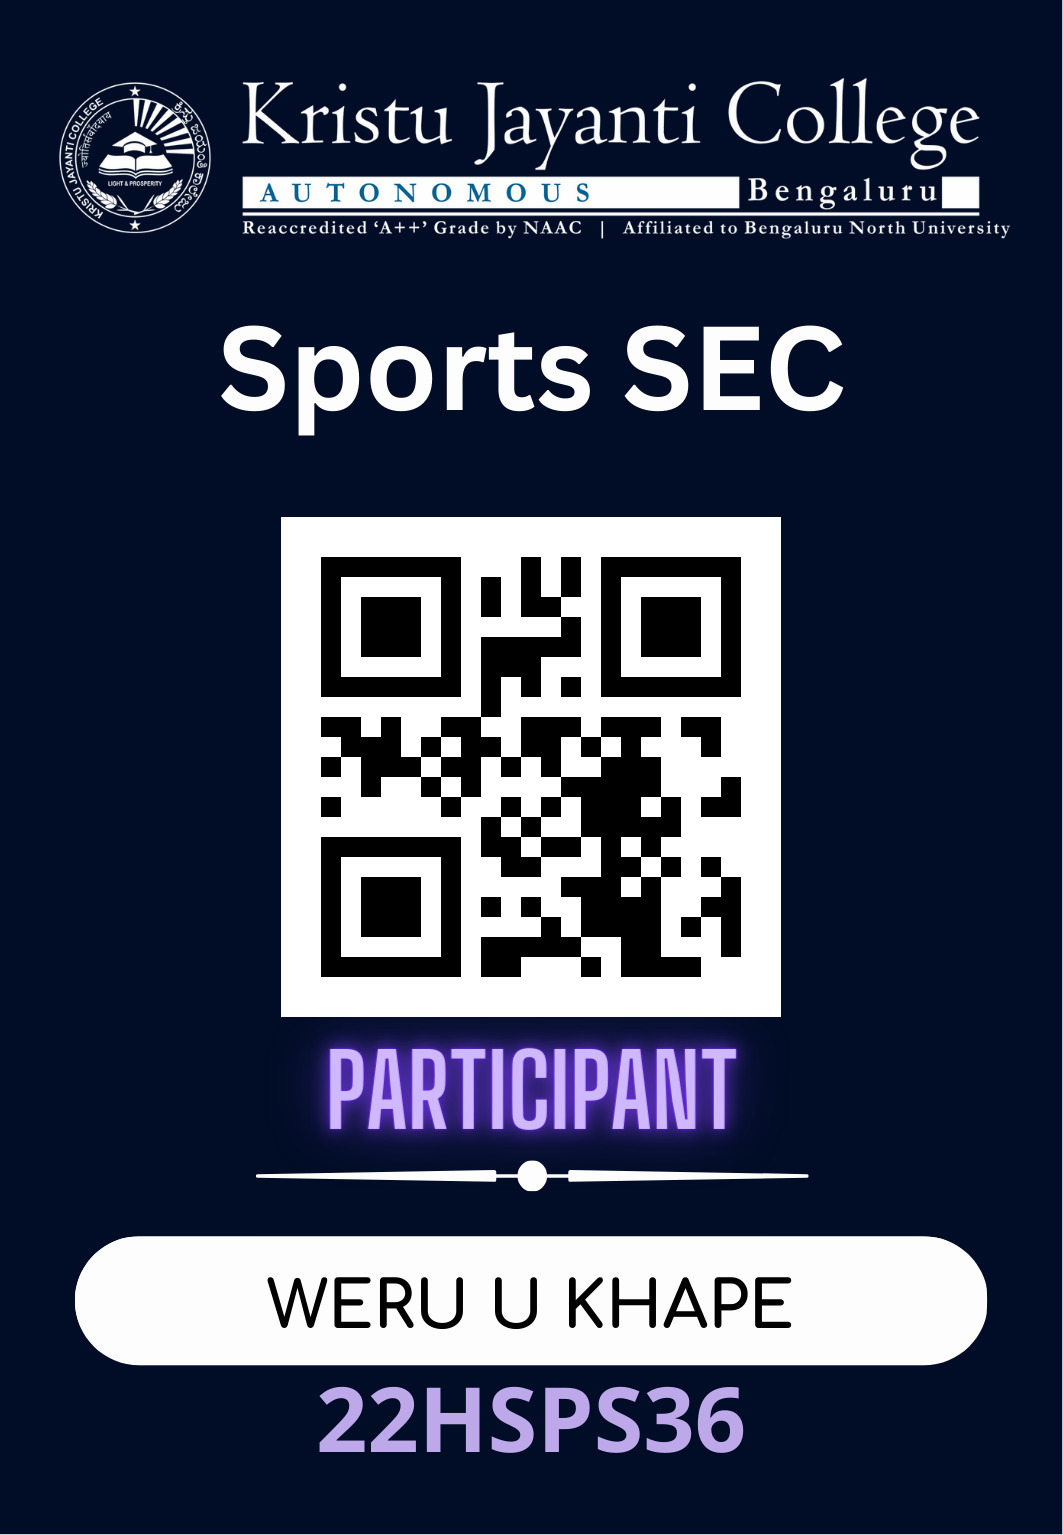 Kristu Jayanti College
AUTONOMOUS Bengaluru
Reaccredited ‘A++’ Grade by NAAC | Affiliated to Bengaluru North University
KRISTU JAYANTI COLLEGE
ಕ್ರಿಸ್ತು ಜಯಂತಿ ಕಾಲೇಜು
LIGHT & PROSPERITY
Sports SEC
PARTICIPANT
WERU U KHAPE
22HSPS36